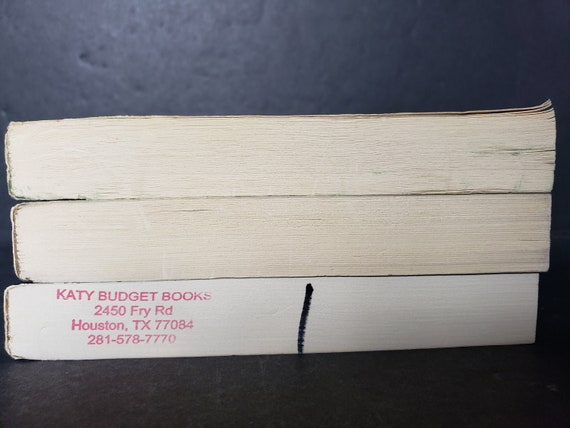 KATY BUDGET BOOKS
2450 Fry Rd
Houston, TX 77084
281-578-7770